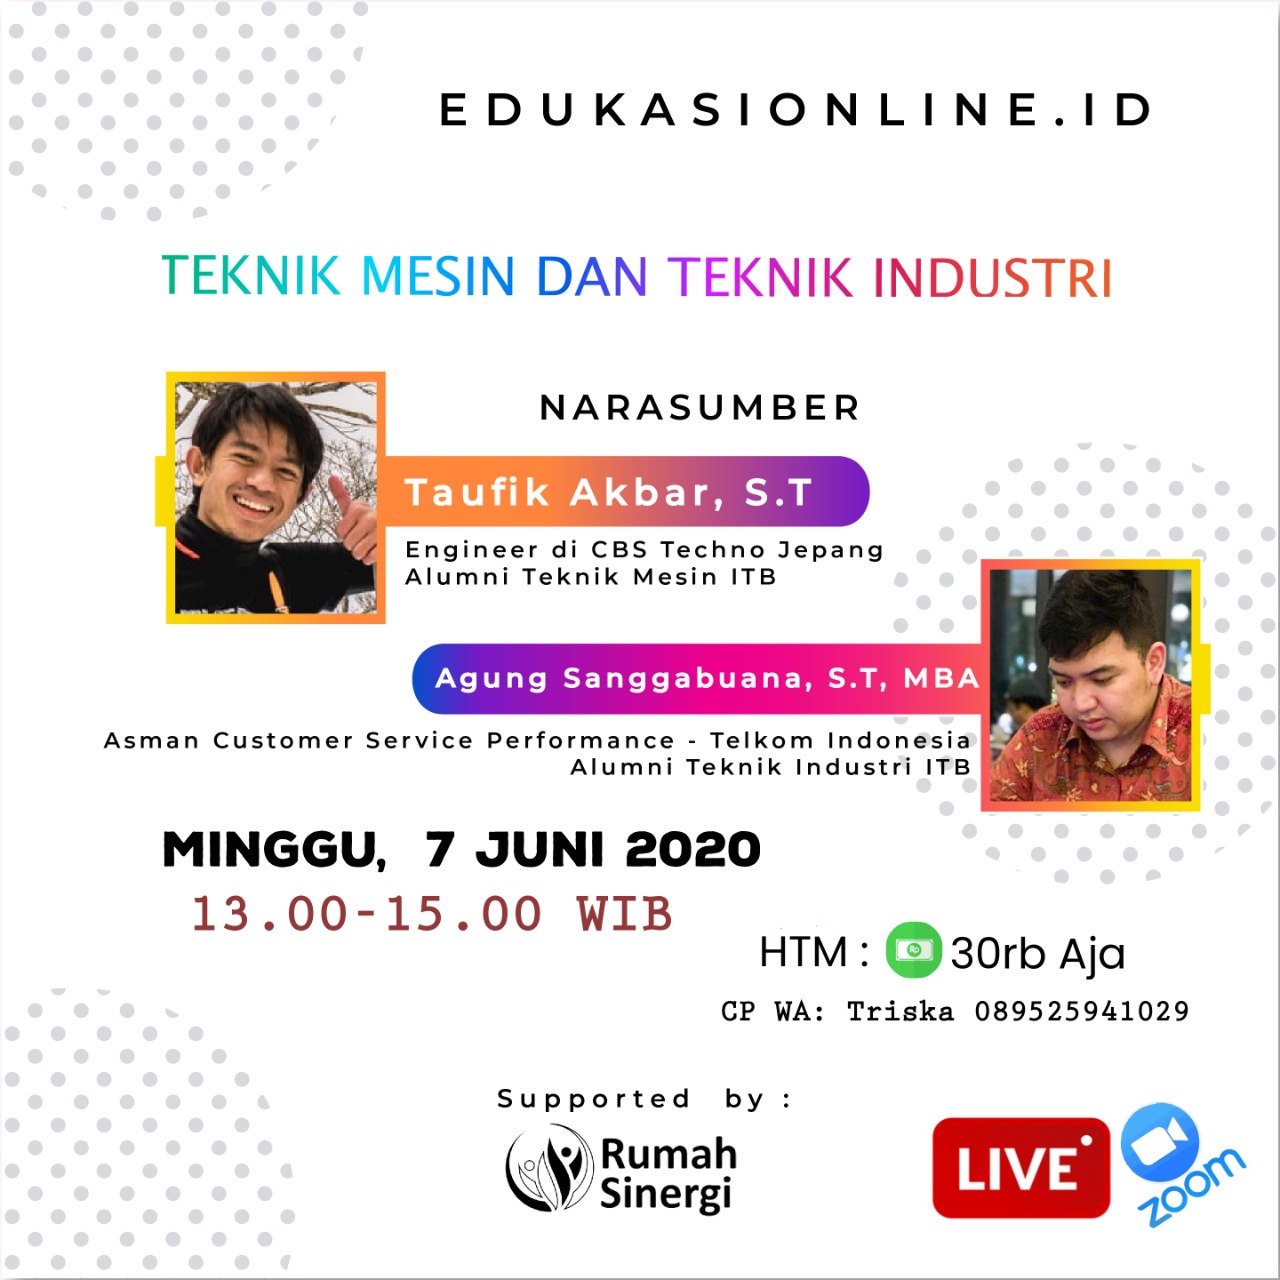 EDUKASIONLINE.ID
TEKNIK MESIN DAN TEKNIK INDUSTRI
NARASUMBER
Taufik Akbar, S.T
Engineer di CBS Techno Jepang
Alumni Teknik Mesin ITB
Agung Sanggabuana, S.T, MBA
Asman Customer Service Performance - Telkom Indonesia
Alumni Teknik Industri ITB
MINGGU, 7 JUNI 2020
13.00-15.00 WIB
HTM : Rp 30rb Aja
CP WA: Triska 089525941029
Supported by :
Rumah
Sinergi
LIVE
zoom